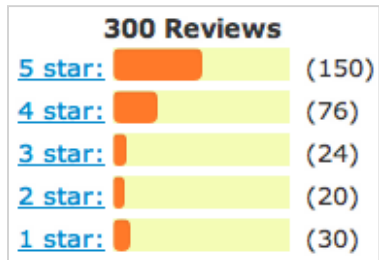 300 Reviews
5 star: (150)
4 star: (76)
3 star: (24)
2 star: (20)
1 star: (30)